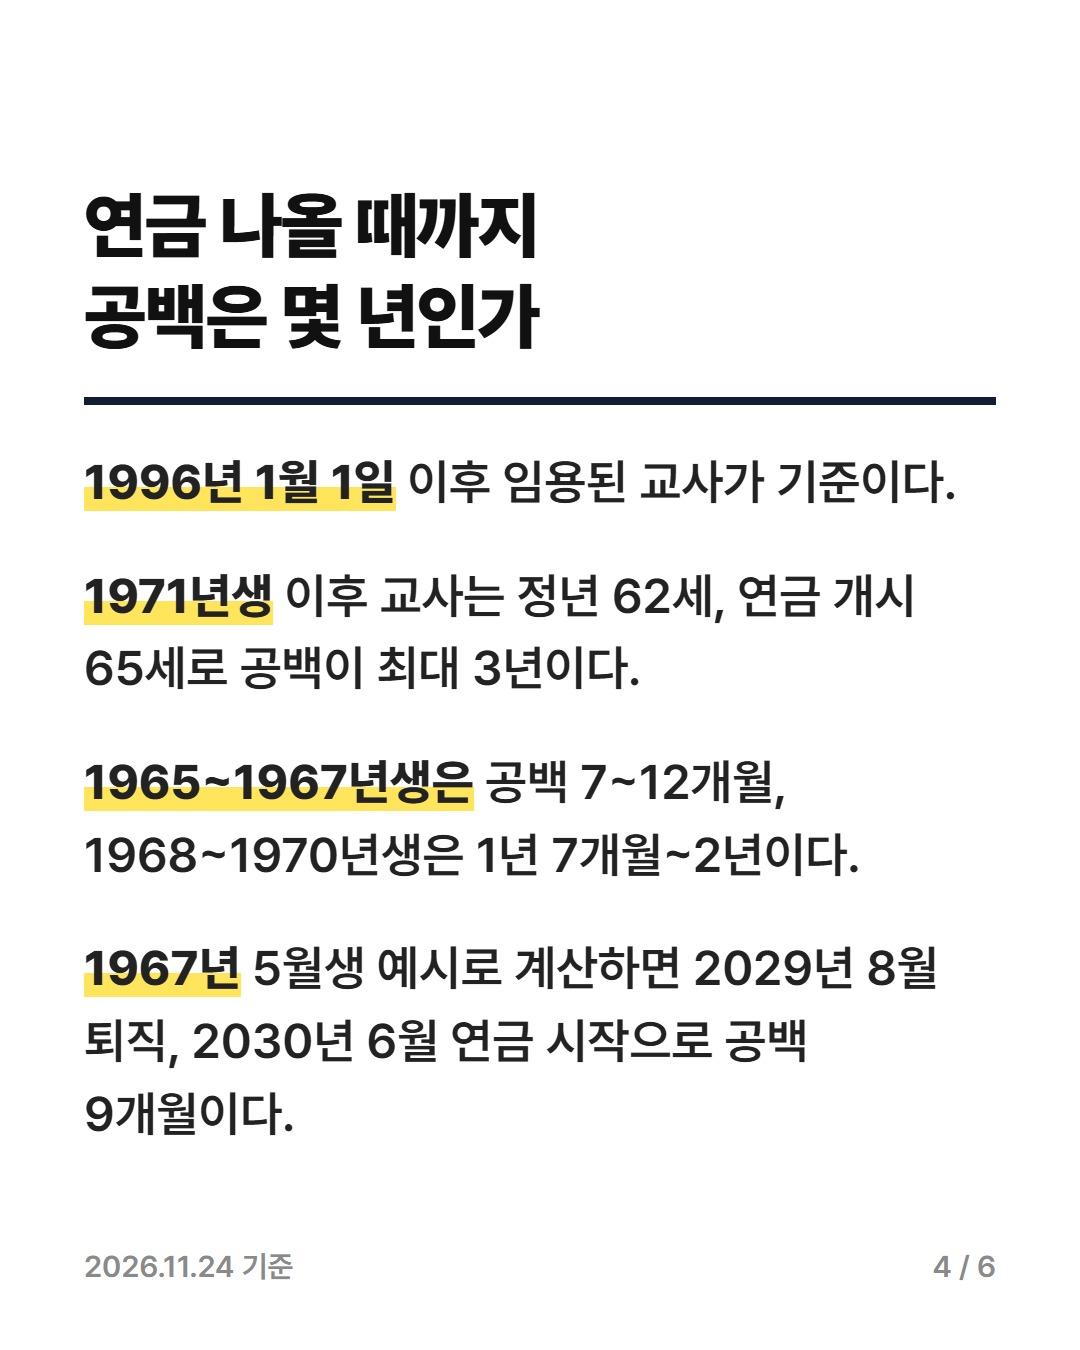 연금 나올 때까지
공백은 몇 년인가
1996년 1월 1일 이후 임용된 교사가 기준이다.
1971년생 이후 교사는 정년 62세, 연금 개시
65세로 공백이 최대 3년이다.
1965~1967년생은 공백 7~12개월,
1968~1970년생은 1년 7개월~2년이다.
1967년 5월생 예시로 계산하면 2029년 8월
퇴직, 2030년 6월 연금 시작으로 공백
9개월이다.
2026.11.24 기준
4 / 6